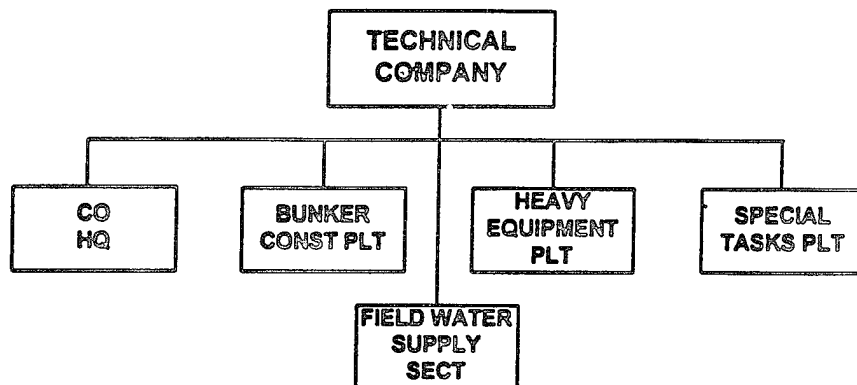 TECHNICAL
COMPANY
CO
HQ
BUNKER
CONST PLT
HEAVY
EQUIPMENT
PLT
SPECIAL
TASKS PLT
FIELD WATER
SUPPLY
SECT